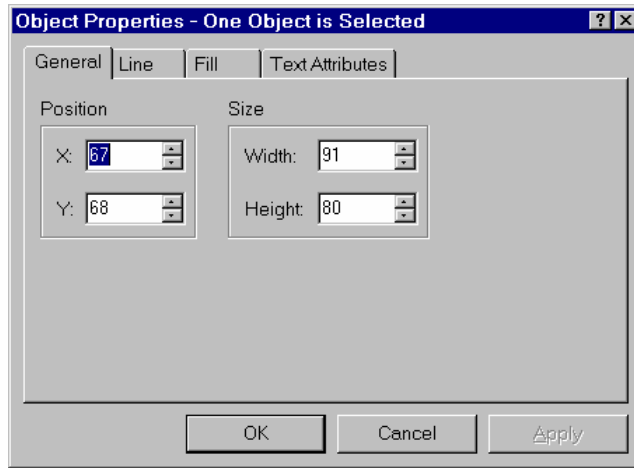 Object Properties - One Object is Selected ? X
General Line Fill Text Attributes
Position Size
X: 67 Width: 91
Y: 68 Height: 80
OK Cancel Apply